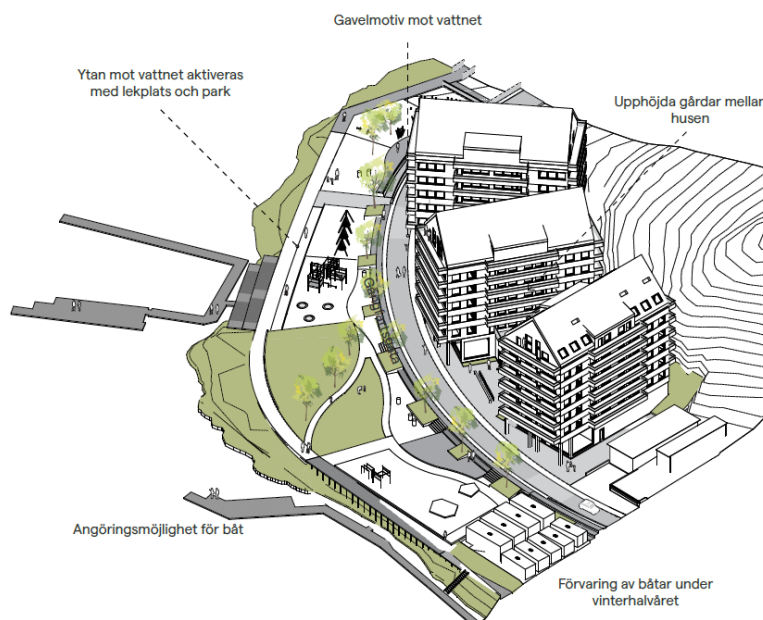 Gavelmotiv mot vattnet
Ytan mot vattnet aktiveras
med lekplats och park
Upphöjda gårdar mellan
husen
Gångfartsgata
Angöringsmöjlighet för båt
Förvaring av båtar under
vinterhalvåret